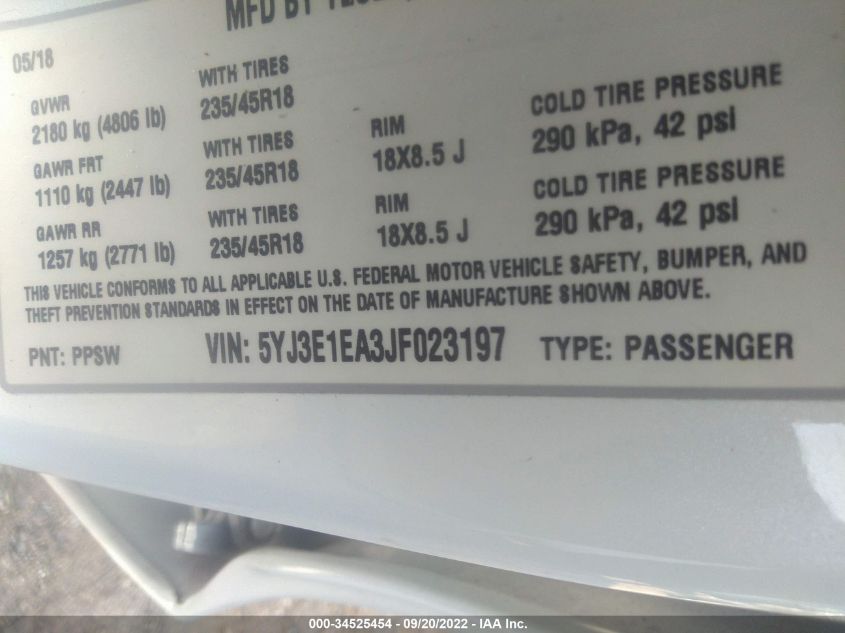 MFD BY
05/18
GVWR WITH TIRES COLD TIRE PRESSURE
2180 kg (4806 lb) 235/45R18 RIM 290 kPa, 42 psi
GAWR FRT WITH TIRES 18X8.5 J COLD TIRE PRESSURE
1110 kg (2447 lb) 235/45R18 RIM 290 kPa, 42 psi
GAWR RR WITH TIRES 18X8.5 J
1257 kg (2771 lb) 235/45R18
THIS VEHICLE CONFORMS TO ALL APPLICABLE U.S. FEDERAL MOTOR VEHICLE SAFETY, BUMPER, AND
THEFT PREVENTION STANDARDS IN EFFECT ON THE DATE OF MANUFACTURE SHOWN ABOVE.
PNT: PPSW VIN: 5YJ3E1EA3JF023197 TYPE: PASSENGER
000-34525454 - 09/20/2022 - IAA Inc.